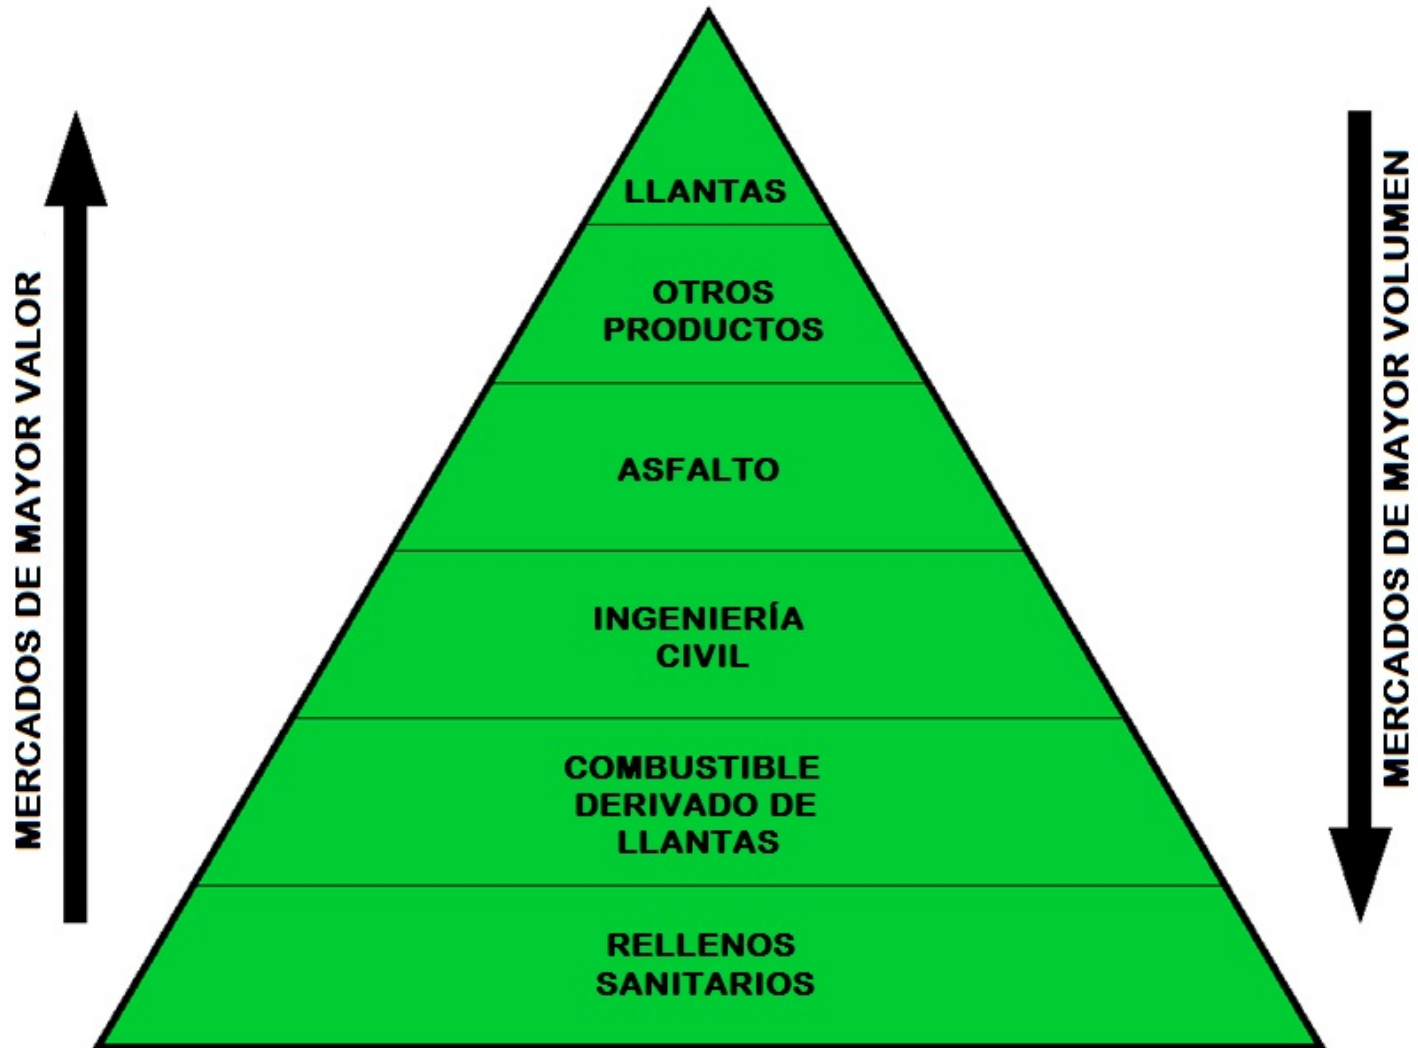 LLANTAS
OTROS
PRODUCTOS
ASFALTO
INGENIERÍA
CIVIL
COMBUSTIBLE
DERIVADO DE
LLANTAS
RELLENOS
SANITARIOS
MERCADOS DE MAYOR VALOR
MERCADOS DE MAYOR VOLUMEN